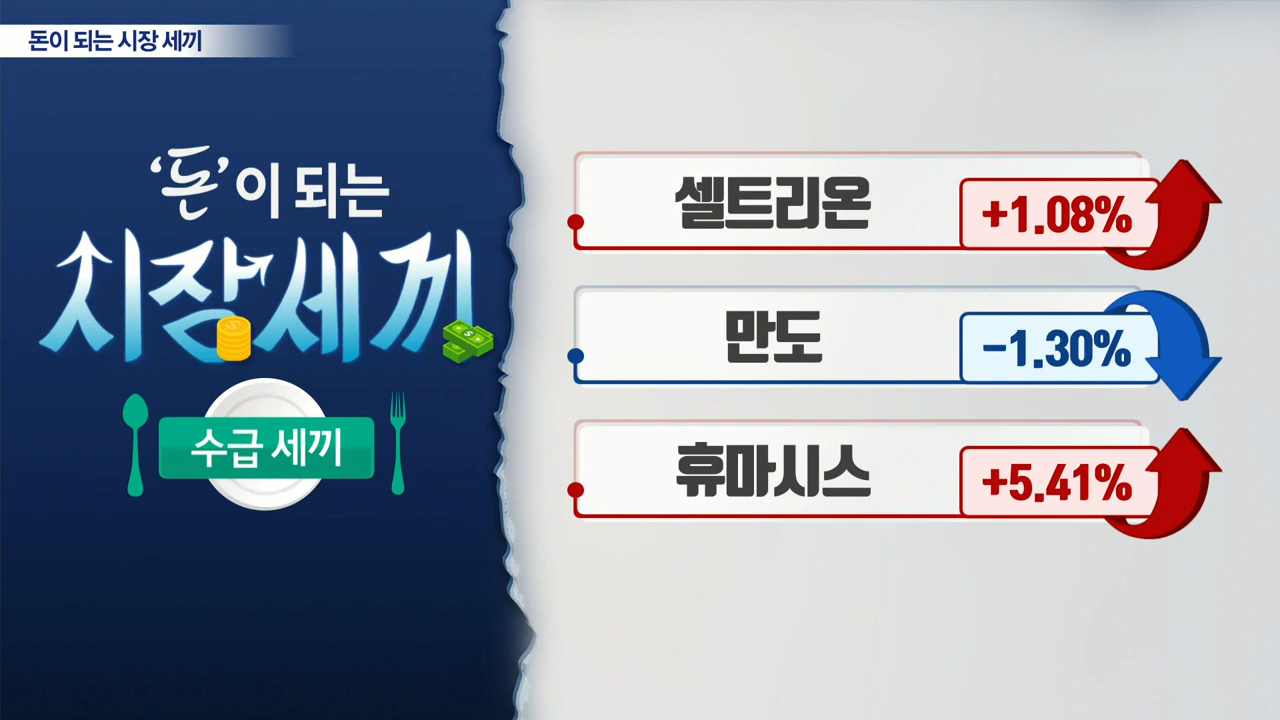 돈이 되는 시장 세끼
‘돈’이 되는
시장세끼
수급 세끼
셀트리온
+1.08%
만도
-1.30%
휴마시스
+5.41%